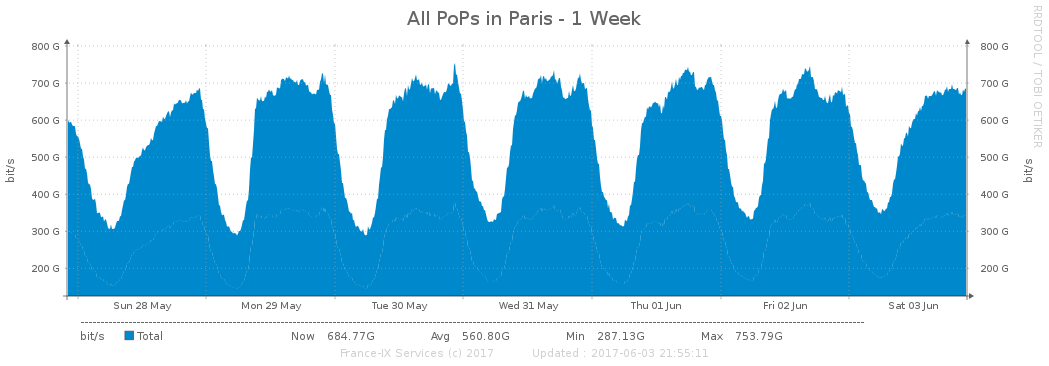 All PoPs in Paris - 1 Week
RRDTOOL / TOBI OETIKER
800 G 800 G
700 G 700 G
600 G 600 G
500 G 500 G
400 G 400 G
300 G 300 G
200 G 200 G
bit/s
bit/s
Sun 28 May Mon 29 May Tue 30 May Wed 31 May Thu 01 Jun Fri 02 Jun Sat 03 Jun
bit/s Total Now 684.77G Avg 560.80G Min 287.13G Max 753.79G
France-IX Services (c) 2017 Updated : 2017-06-03 21:55:11